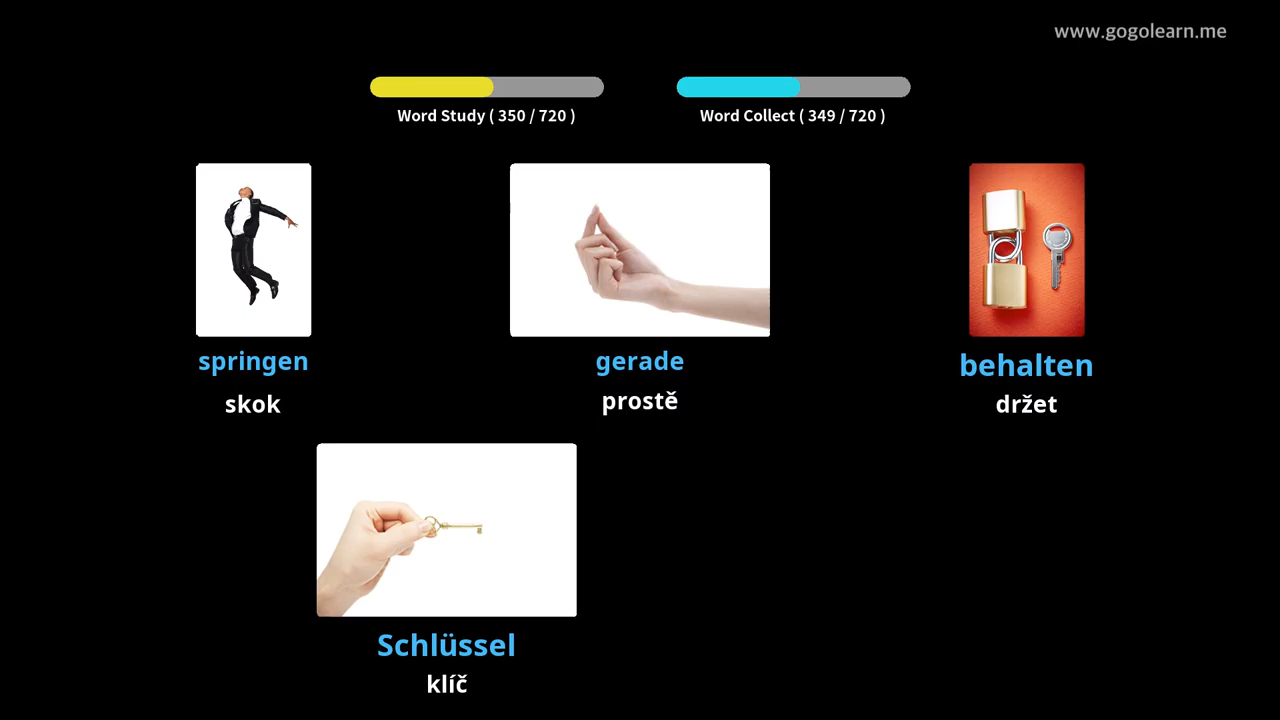 www.gogolearn.me
Word Study ( 350 / 720 )
Word Collect ( 349 / 720 )
springen
gerade
behalten
skok
prostě
držet
Schlüssel
klíč